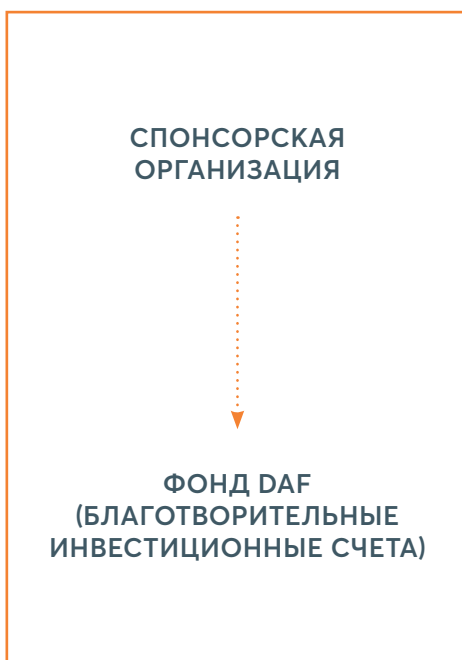 СПОНСОРСКАЯ
ОРГАНИЗАЦИЯ
ФОНД DAF
(БЛАГОТВОРИТЕЛЬНЫЕ
ИНВЕСТИЦИОННЫЕ СЧЕТА)